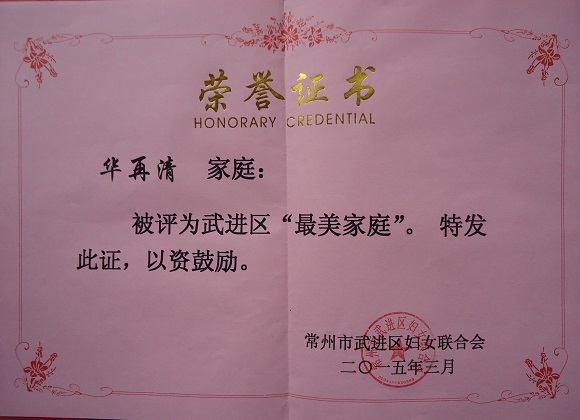 荣誉证书
HONORARY CREDENTIAL
华再清 家庭：
被评为武进区“最美家庭”。 特发
此证，以资鼓励。
常州市武进区妇女联合会
二〇一五年三月